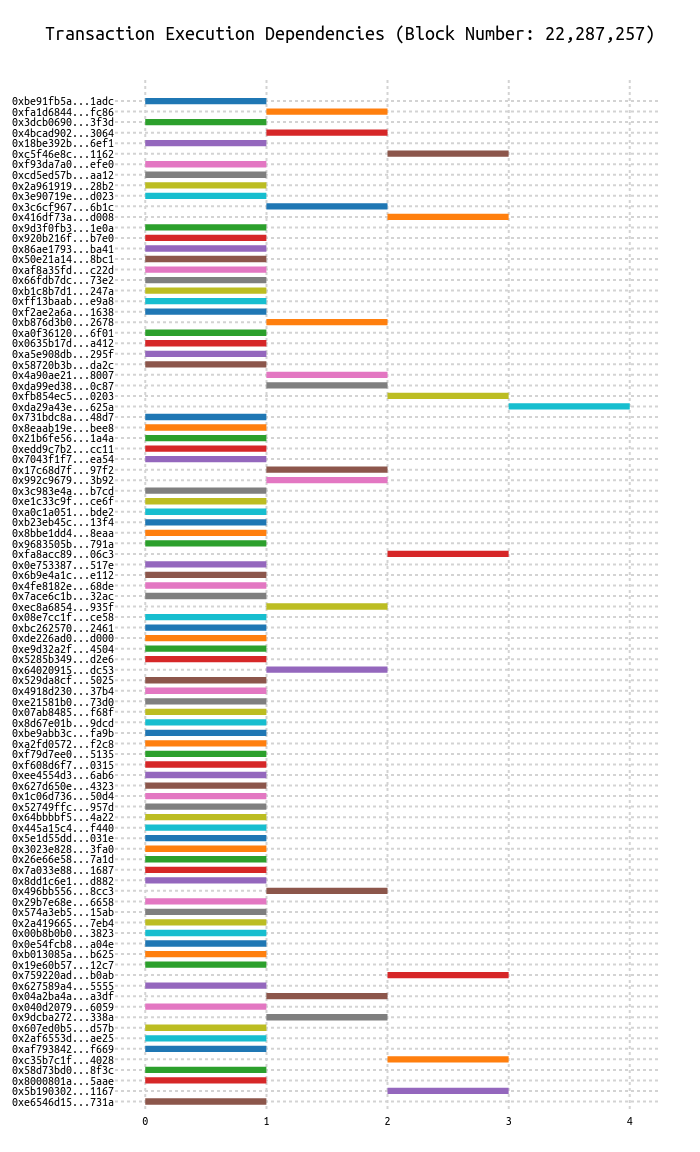 Transaction Execution Dependencies (Block Number: 22,287,257)
0xbe91fb5a...1adc
0xfa1d6844...fc86
0x3dcb0690...3f3d
0x4bcad902...3064
0x18be392b...6ef1
0xc5f46e8c...1162
0xf93da7a0...efe0
0xcd5ed57b...aa12
0x2a961919...28b2
0x3e90719e...d023
0x3c6cf967...6b1c
0x416df73a...d008
0x9d3f0fb3...1e0a
0x920b216f...b7e0
0x86ae1793...ba41
0x50e21a14...8bc1
0xaf8a35fd...c22d
0x66fdb7dc...73e2
0xb1c8b7d1...247a
0xff13baab...e9a8
0xf2ae2a6a...1638
0xb876d3b0...2678
0xa0f36120...6f01
0x0635b17d...a412
0xa5e908db...295f
0x58720b3b...da2c
0x4a90ae21...8007
0xda99ed38...0c87
0xfb854ec5...0203
0xda29a43e...625a
0x731bdc8a...48d7
0x8eaab19e...bee8
0x21b6fe56...1a4a
0xedd9c7b2...cc11
0x7043f1f7...ea54
0x17c68d7f...97f2
0x992c9679...3b92
0x3c983e4a...b7cd
0xe1c33c9f...ce6f
0xa0c1a051...bde2
0xb23eb45c...13f4
0x8bbe1dd4...8eaa
0x9683505b...791a
0xfa8acc89...06c3
0x0e753387...517e
0x6b9e4a1c...e112
0x4fe8182e...68de
0x7ace6c1b...32ac
0xec8a6854...935f
0x08e7cc1f...ce58
0xbc262570...2461
0xde226ad0...d000
0xe9d32a2f...4504
0x5285b349...d2e6
0x64020915...dc53
0x529da8cf...5025
0x4918d230...37b4
0xe21581b0...73d0
0x07ab8485...f68f
0x8d67e01b...9dcd
0xbe9abb3c...fa9b
0xa2fd0572...f2c8
0xf79d7ee0...5135
0xf608d6f7...0315
0xee4554d3...6ab6
0x627d650e...4323
0x1c06d736...50d4
0x52749ffc...957d
0x64bbbbf5...4a22
0x445a15c4...f440
0x5e1d55dd...031e
0x3023e828...3fa0
0x26e66e58...7a1d
0x7a033e88...1687
0x8dd1c6e1...d882
0x496bb556...8cc3
0x29b7e68e...6658
0x574a3eb5...15ab
0x2a419665...7eb4
0x00b8b0b0...3823
0x0e54fcb8...a04e
0xb013085a...b625
0x19e60b57...12c7
0x759220ad...b0ab
0x627589a4...5555
0x04a2ba4a...a3df
0x040d2079...6059
0x9dcba272...338a
0x607ed0b5...d57b
0x2af6553d...ae25
0xaf793842...f669
0xc35b7c1f...4028
0x58d73bd0...8f3c
0x8000801a...5aae
0x5b190302...1167
0xe6546d15...731a
0 1 2 3 4